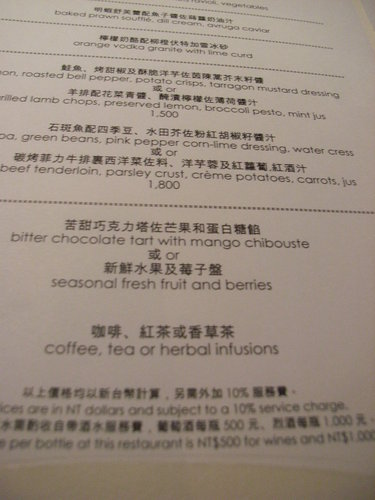 ravioli, vegetables
明蝦舒芙蕾配魚子醬佐蒔蘿奶油汁
baked prawn soufflé, dill cream, avruga caviar
檸檬奶酪配柳橙伏特加雪冰砂
orange vodka granite with lime curd
鮭魚、烤甜椒及酥脆洋芋佐茵陳蒿芥末籽醬
on, roasted bell pepper, potato crisps, tarragon mustard dressing
或 or
羊排配花菜青醬、醃漬檸檬佐薄荷醬汁
rilled lamb chops, preserved lemon, broccoli pesto, mint jus
1,500
石斑魚配四季豆、水田芥佐粉紅胡椒籽醬汁
pa, green beans, pink pepper corn-lime dressing, water cress
或 or
碳烤菲力牛排裹西洋菜佐料、洋芋蓉及紅蘿蔔,紅酒汁
beef tenderloin, parsley crust, crème potatoes, carrots, jus
1,800
苦甜巧克力塔佐芒果和蛋白糖餡
bitter chocolate tart with mango chibouste
或 or
新鮮水果及莓子盤
seasonal fresh fruit and berries
咖啡、紅茶或香草茶
coffee, tea or herbal infusions
以上價格均以新台幣計算，另需外加 10% 服務費。
ices are in NT dollars and subject to a 10% service charge.
水需酌收自帶酒水服務費，葡萄酒每瓶 500 元、烈酒每瓶 1,000 元。
e per bottle at this restaurant is NT$500 for wines and NT$1,000